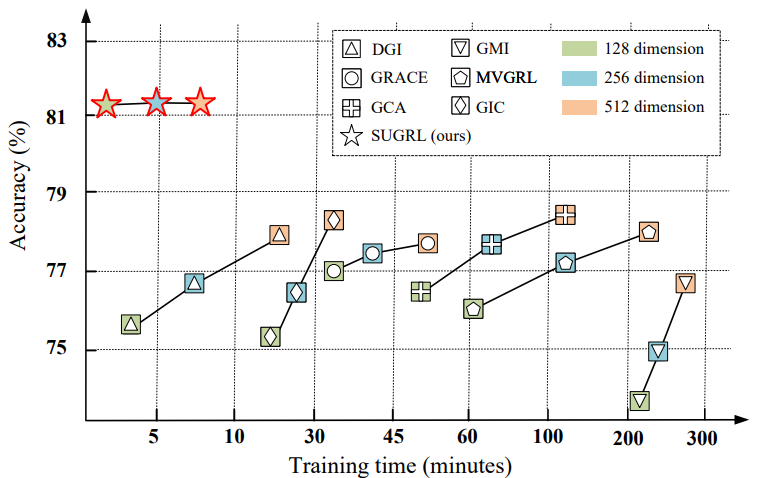 83
81
79
77
75
Accuracy (%)
DGI
GMI
128 dimension
GRACE
MVGRL
256 dimension
GCA
GIC
512 dimension
SUGRL (ours)
5 10 30 45 60 100 200 300
Training time (minutes)